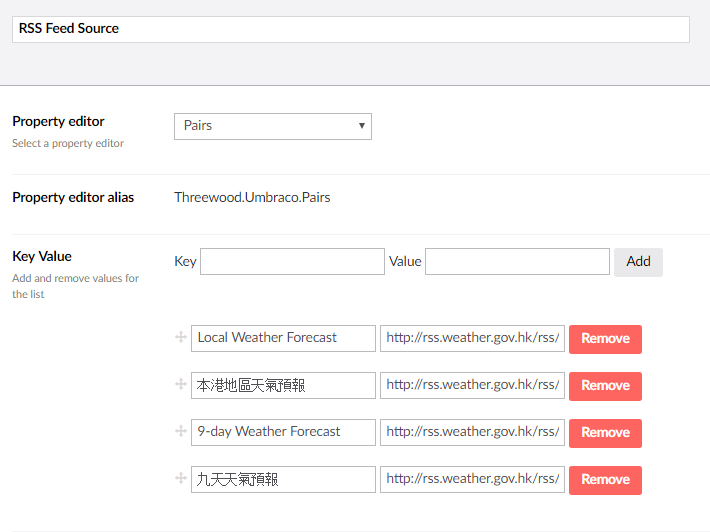 RSS Feed Source
Property editor
Pairs
Select a property editor
Property editor alias
Threewood.Umbraco.Pairs
Key Value
Key
Value
Add
Add and remove values for
the list
Local Weather Forecast
http://rss.weather.gov.hk/rss/
Remove
本港地區天氣預報
http://rss.weather.gov.hk/rss/
Remove
9-day Weather Forecast
http://rss.weather.gov.hk/rss/
Remove
九天天氣預報
http://rss.weather.gov.hk/rss/
Remove